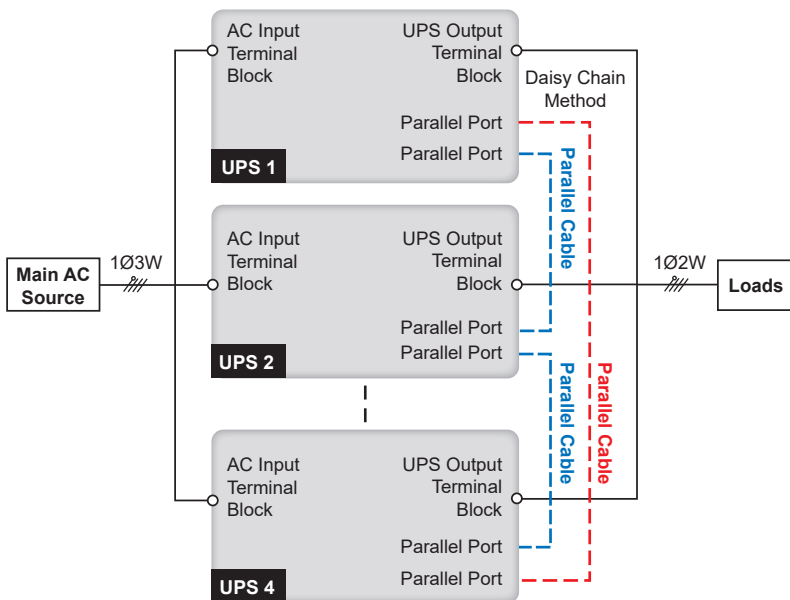 AC Input
Terminal
Block
UPS Output
Terminal
Block
Daisy Chain
Method
Parallel Port
Parallel Port
UPS 1
Parallel Cable
AC Input
Terminal
Block
UPS Output
Terminal
Block
Main AC
Source
1Ø3W
1Ø2W
Loads
Parallel Port
Parallel Port
UPS 2
Parallel Cable
Parallel Cable
AC Input
Terminal
Block
UPS Output
Terminal
Block
Parallel Port
Parallel Port
UPS 4